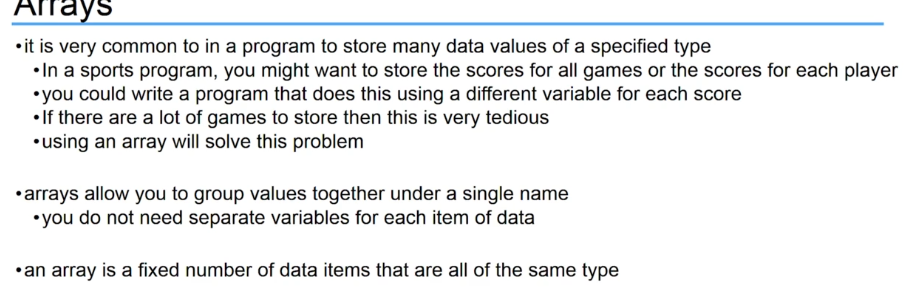 Arrays
•it is very common to in a program to store many data values of a specified type
•In a sports program, you might want to store the scores for all games or the scores for each player
•you could write a program that does this using a different variable for each score
•If there are a lot of games to store then this is very tedious
•using an array will solve this problem
•arrays allow you to group values together under a single name
•you do not need separate variables for each item of data
•an array is a fixed number of data items that are all of the same type